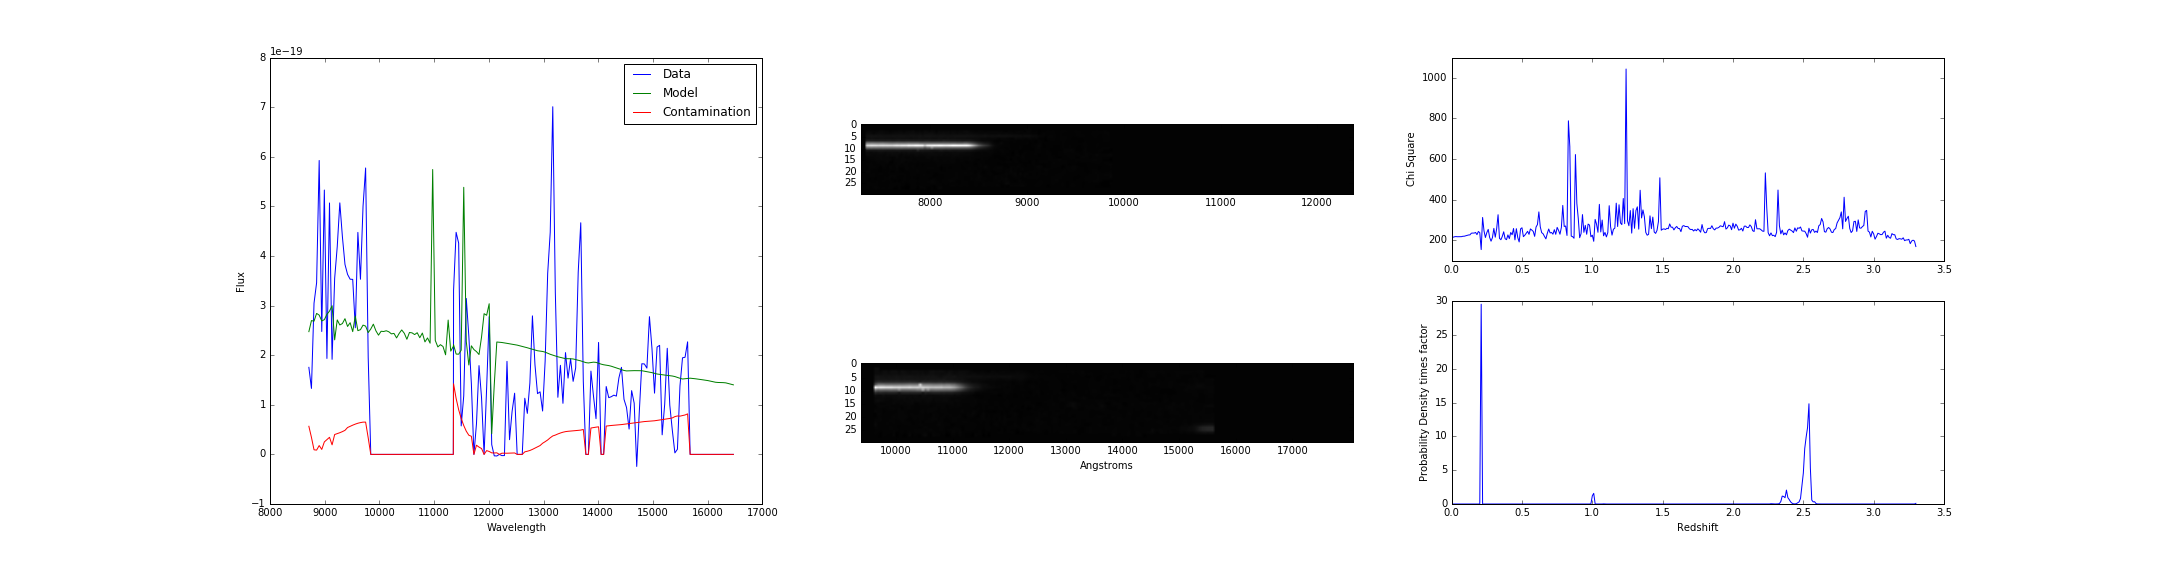 1e−19
8
7
6
5
4
3
2
1
0
−1
Flux
8000 9000 10000 11000 12000 13000 14000 15000 16000 17000
Wavelength
Data
Model
Contamination
0
5
10
15
20
25
8000 9000 10000 11000 12000
0
5
10
15
20
25
10000 11000 12000 13000 14000 15000 16000 17000
Angstroms
1000
800
600
400
200
Chi Square
0.0 0.5 1.0 1.5 2.0 2.5 3.0 3.5
30
25
20
15
10
5
0
Probability Density times factor
0.0 0.5 1.0 1.5 2.0 2.5 3.0 3.5
Redshift